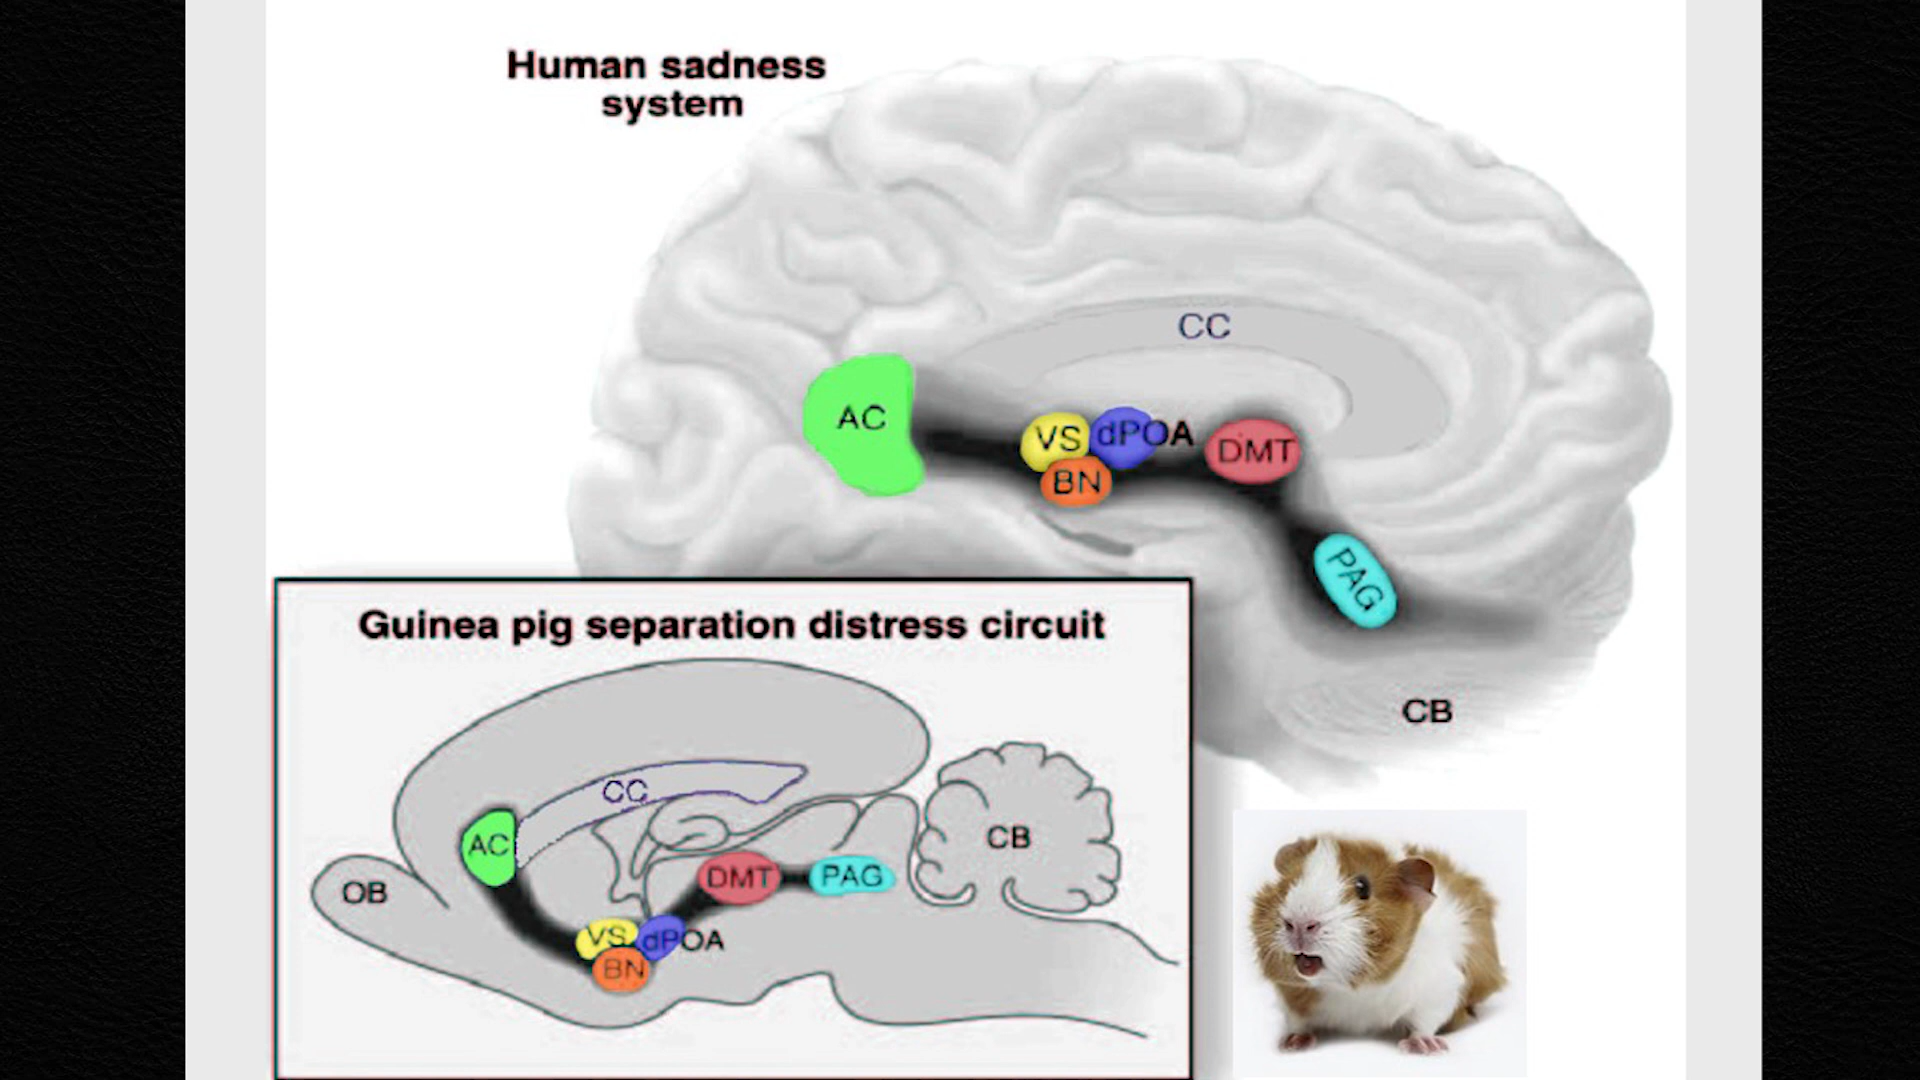 Human sadness
system
CC
AC
VS
dPOA
DMT
BN
PAG
CB
Guinea pig separation distress circuit
CC
AC
CB
DMT
PAG
OB
VS
dPOA
BN